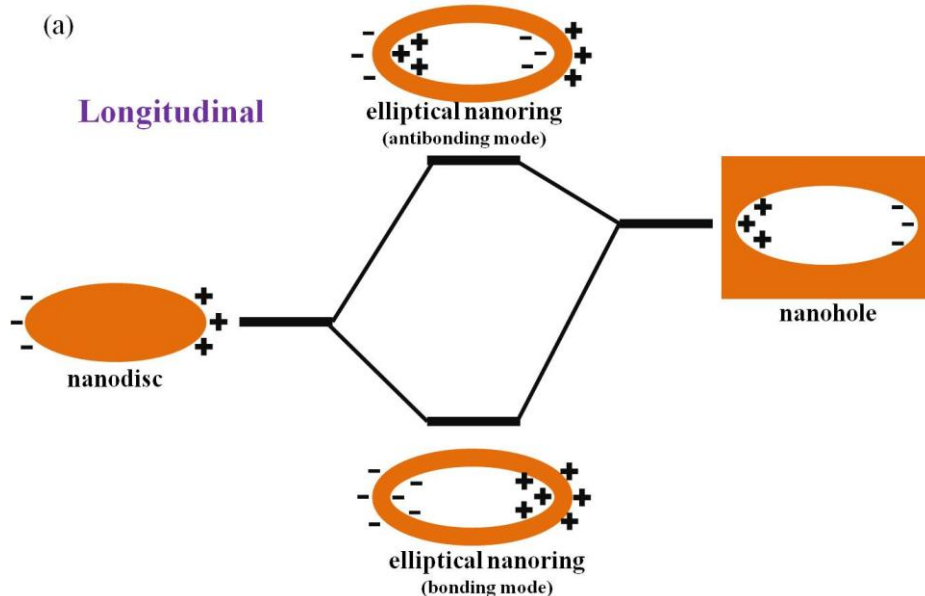 (a)
Longitudinal
elliptical nanoring
(antibonding mode)
nanohole
nanodisc
elliptical nanoring
(bonding mode)